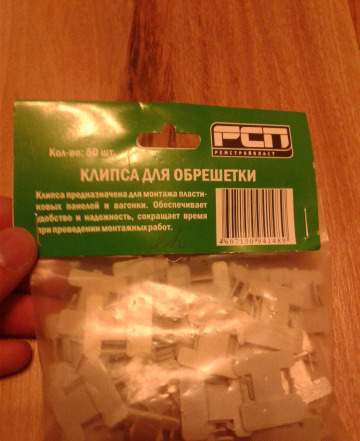 РСП
РЕМСТРОЙПЛАСТ
Кол-во: 50 шт.
КЛИПСА ДЛЯ ОБРЕШЕТКИ
Клипса предназначена для монтажа пласти-
ковых панелей и вагонки. Обеспечивает
удобство и надежность, сокращает время
при проведении монтажных работ.